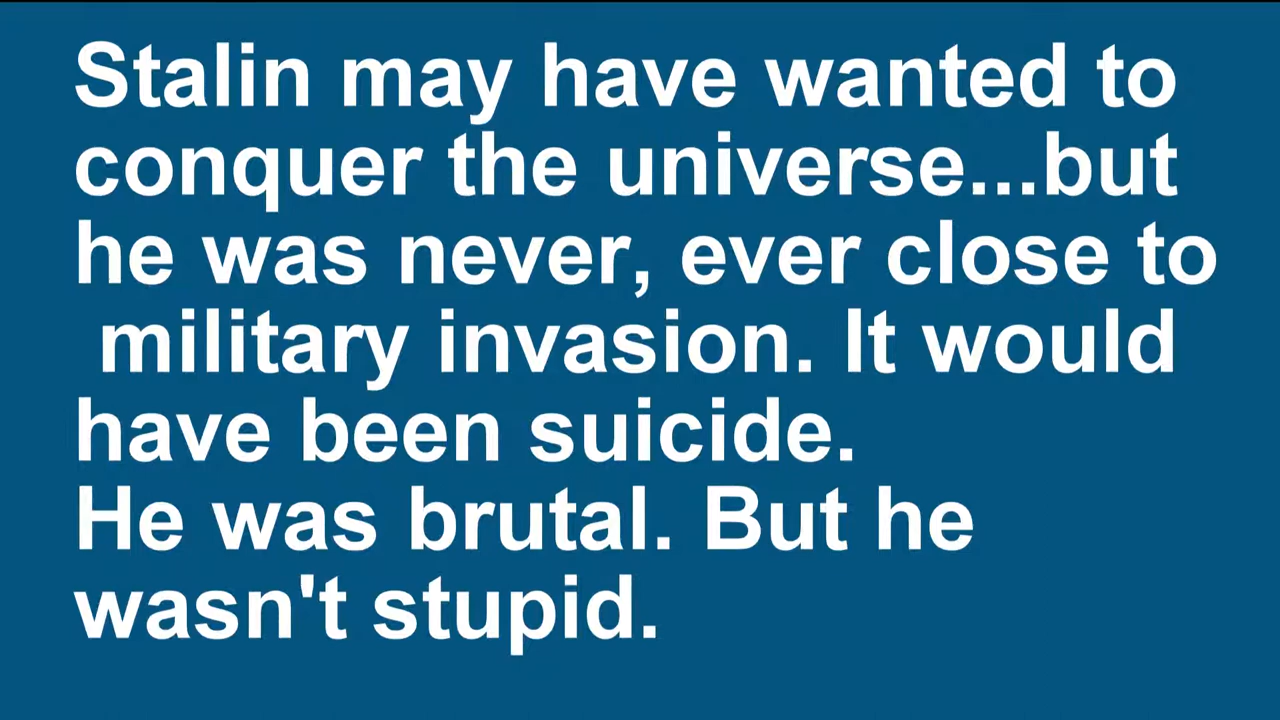 Stalin may have wanted to
conquer the universe...but
he was never, ever close to
military invasion. It would
have been suicide.
He was brutal. But he
wasn't stupid.